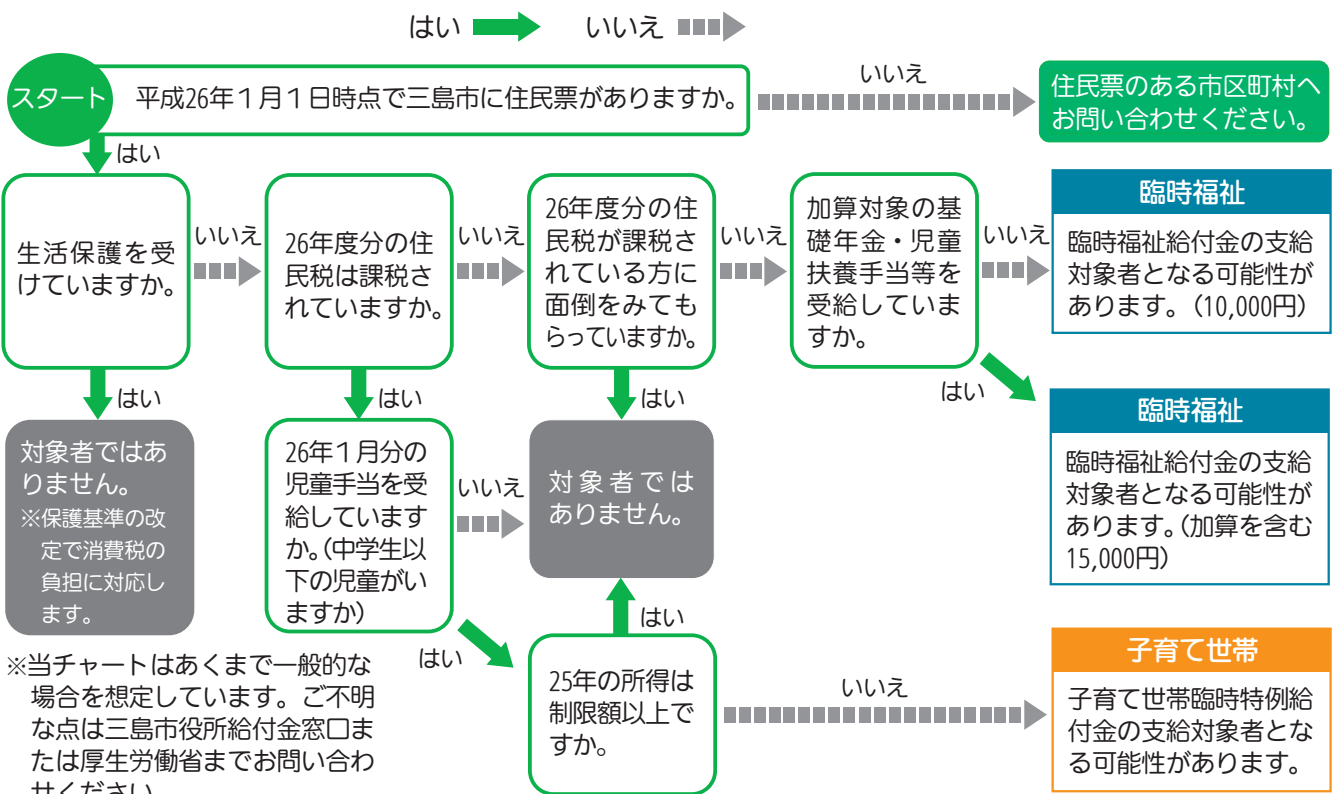 はい いいえ
スタート
平成26年1月1日時点で三島市に住民票がありますか。
いいえ
住民票のある市区町村へ
お問い合わせください。
はい
生活保護を受
けていますか。
いいえ
26年度分の住
民税は課税さ
れていますか。
いいえ
26年度分の住
民税が課税さ
れている方に
面倒をみても
らっていますか。
いいえ
加算対象の基
礎年金・児童
扶養手当等を
受給していま
すか。
いいえ
臨時福祉
臨時福祉給付金の支給
対象者となる可能性が
あります。(10,000円)
はい
はい
はい
はい
対象者ではあ
りません。
※保護基準の改
定で消費税の
負担に対応し
ます。
26年1月分の
児童手当を受
給しています
か。(中学生以
下の児童がい
ますか)
いいえ
対象者では
ありません。
臨時福祉
臨時福祉給付金の支給
対象者となる可能性が
あります。(加算を含む
15,000円)
はい
はい
25年の所得は
制限額以上で
すか。
いいえ
子育て世帯
子育て世帯臨時特例給
付金の支給対象者とな
る可能性があります。
※当チャートはあくまで一般的な
場合を想定しています。ご不明
な点は三島市役所給付金窓口ま
たは厚生労働省までお問い合わ
せください